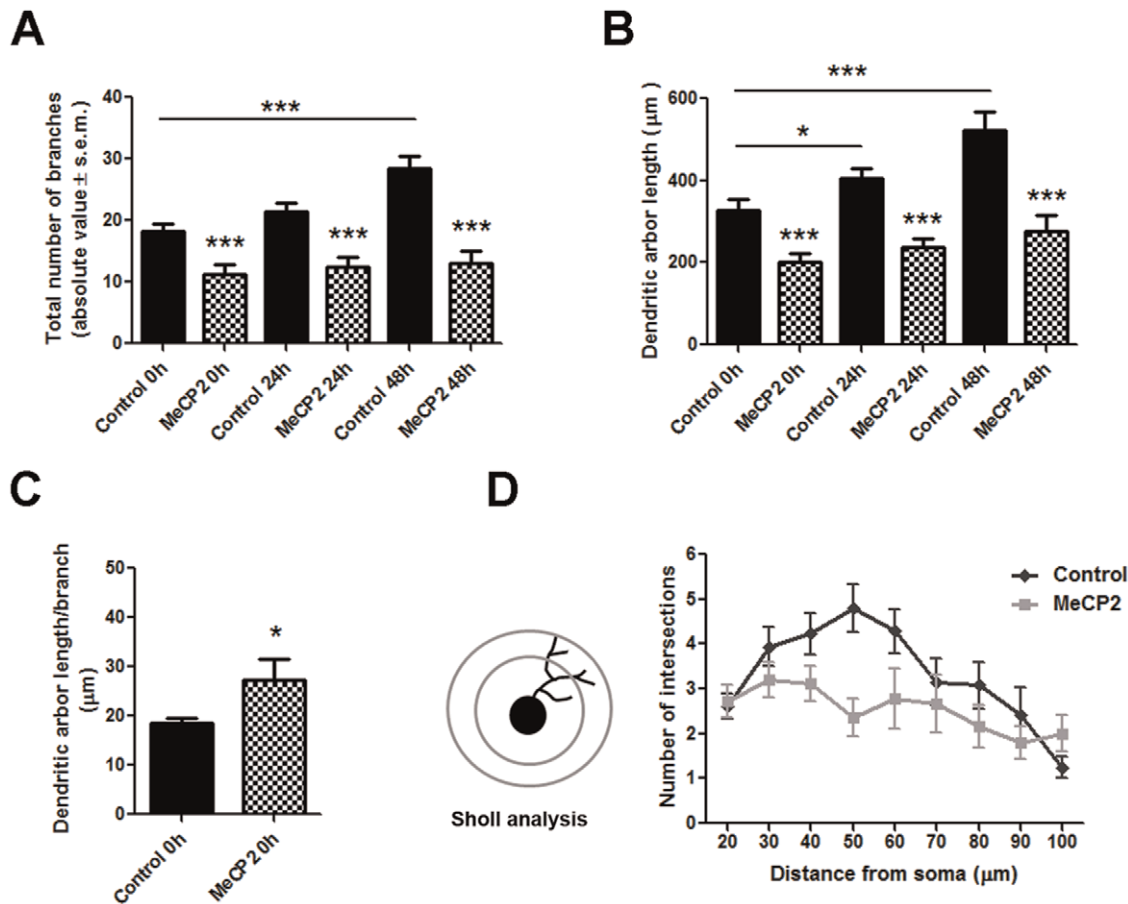 A
Total number of branches
(absolute value ± s.e.m.)
40
30
20
10
0
***
***
***
***
Control 0h
MeCP2 0h
Control 24h
MeCP2 24h
Control 48h
MeCP2 48h
B
Dendritic arbor length (μm)
600
400
200
0
***
*
***
***
***
Control 0h
MeCP2 0h
Control 24h
MeCP2 24h
Control 48h
MeCP2 48h
C
Dendritic arbor length/branch
(μm)
50
40
30
20
10
0
*
Control 0h
MeCP2 0h
D
Sholl analysis
Number of intersections
6
5
4
3
2
1
0
Control
MeCP2
20 30 40 50 60 70 80 90 100
Distance from soma (μm)